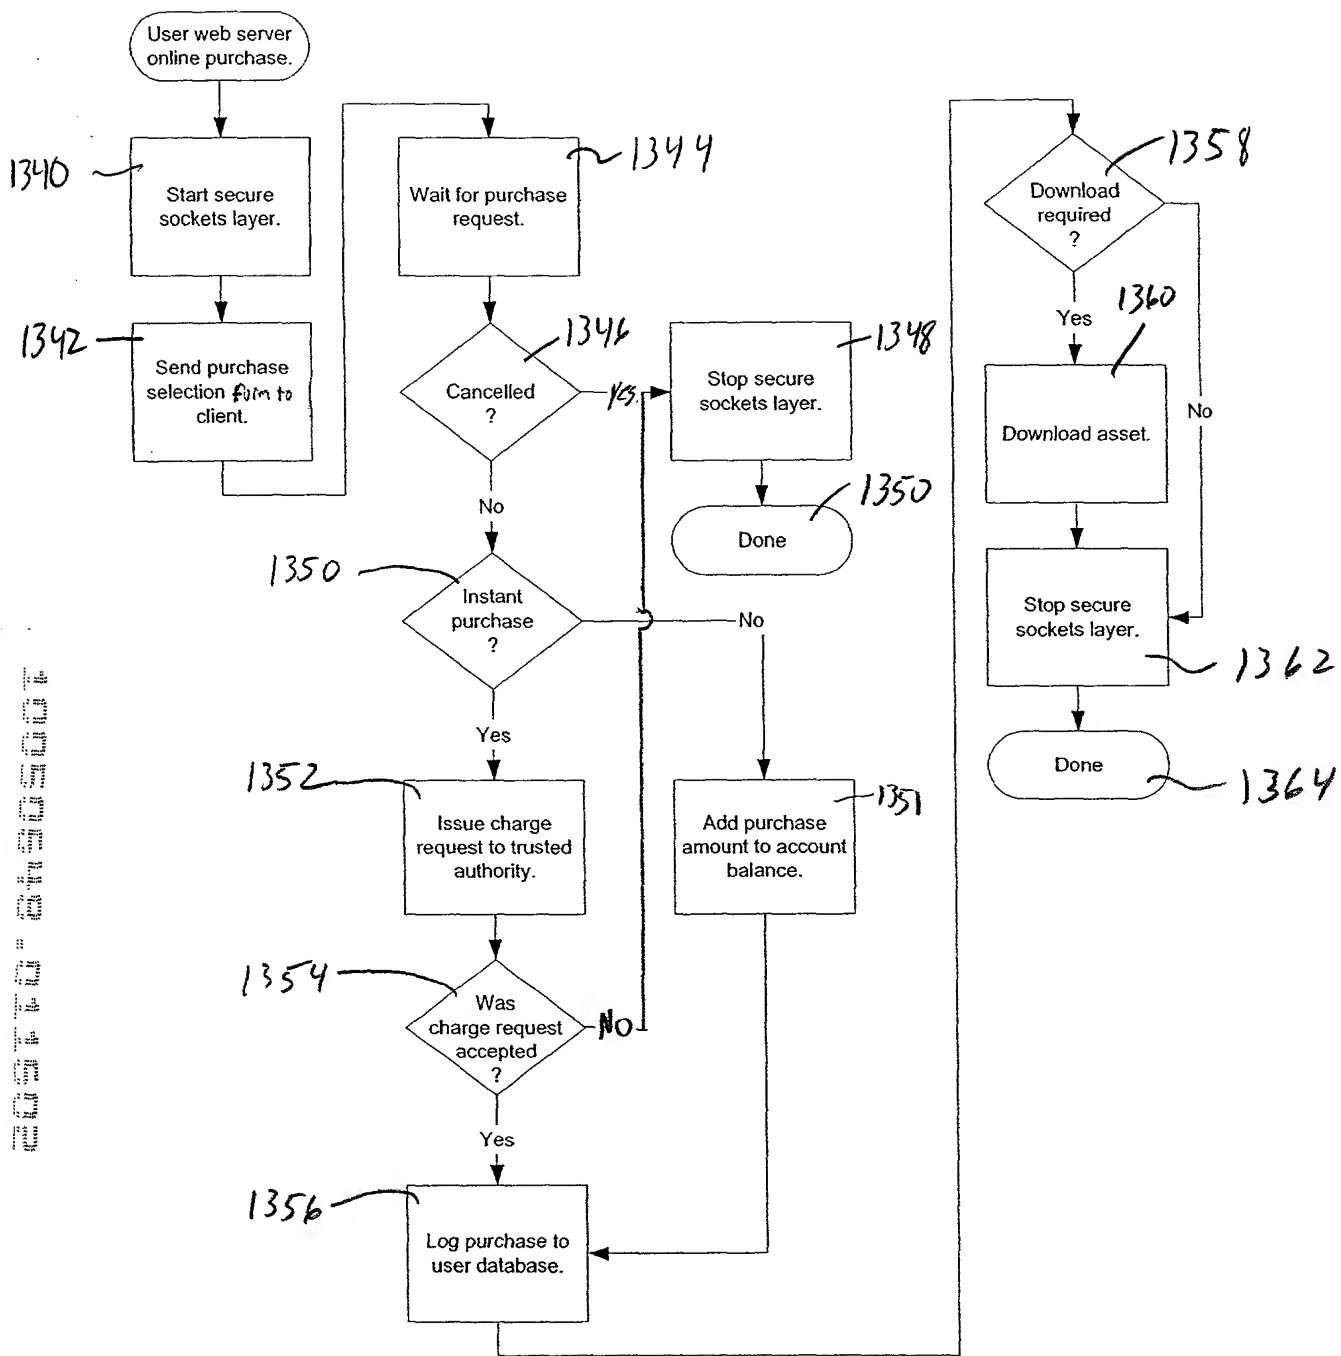 User web server
online purchase.
1340
Start secure
sockets layer.
1342
Send purchase
selection form to
client.
1344
Wait for purchase
request.
1346
Cancelled
?
Yes
No
1348
Stop secure
sockets layer.
1350
Done
1350
Instant
purchase
?
No
Yes
1352
Issue charge
request to trusted
authority.
1351
Add purchase
amount to account
balance.
1354
Was
charge request
accepted
?
NO
Yes
1356
Log purchase to
user database.
1358
Download
required
?
Yes
No
1360
Download asset.
Stop secure
sockets layer.
1362
Done
1364
10050548.011502